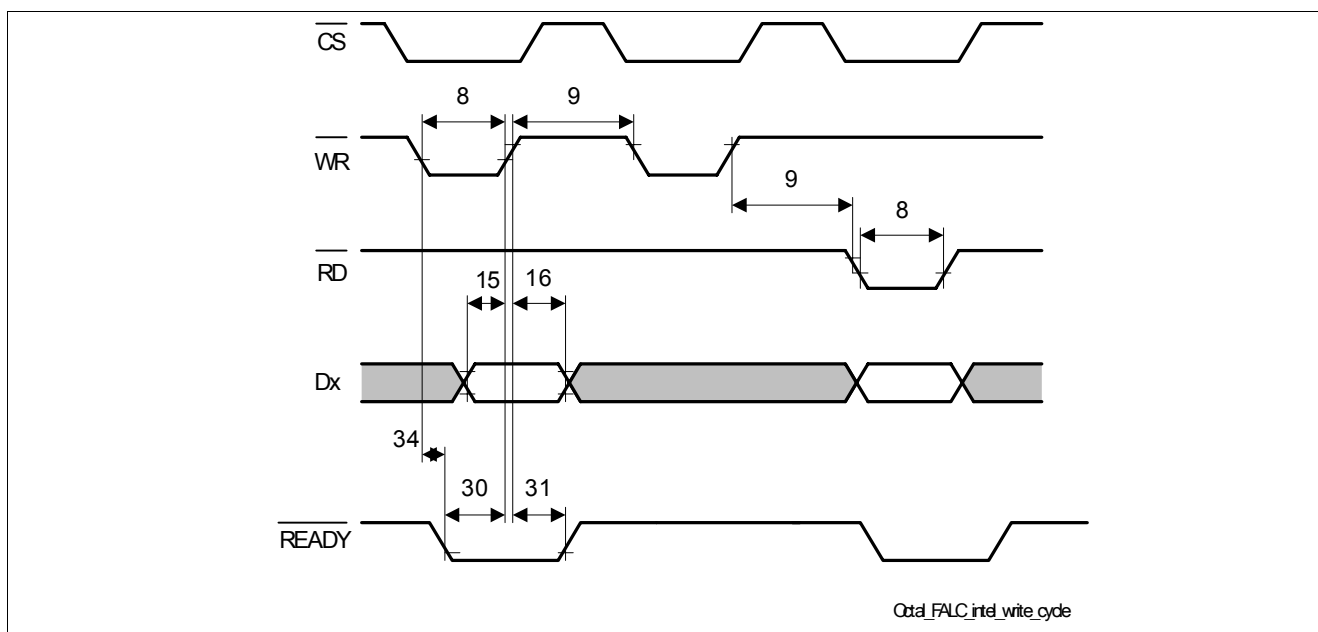 CS
8 9
WR
9
8
RD
15 16
Dx
34
30 31
READY
Octal_FALC_intel_write_cycle